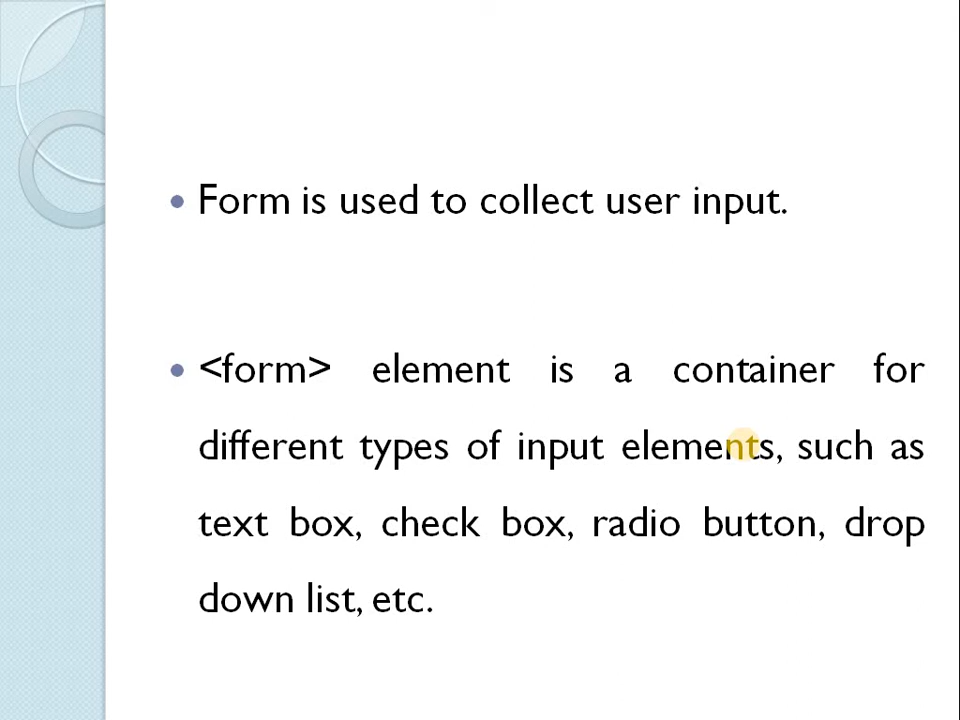 • Form is used to collect user input.
• <form> element is a container for
different types of input elements, such as
text box, check box, radio button, drop
down list, etc.